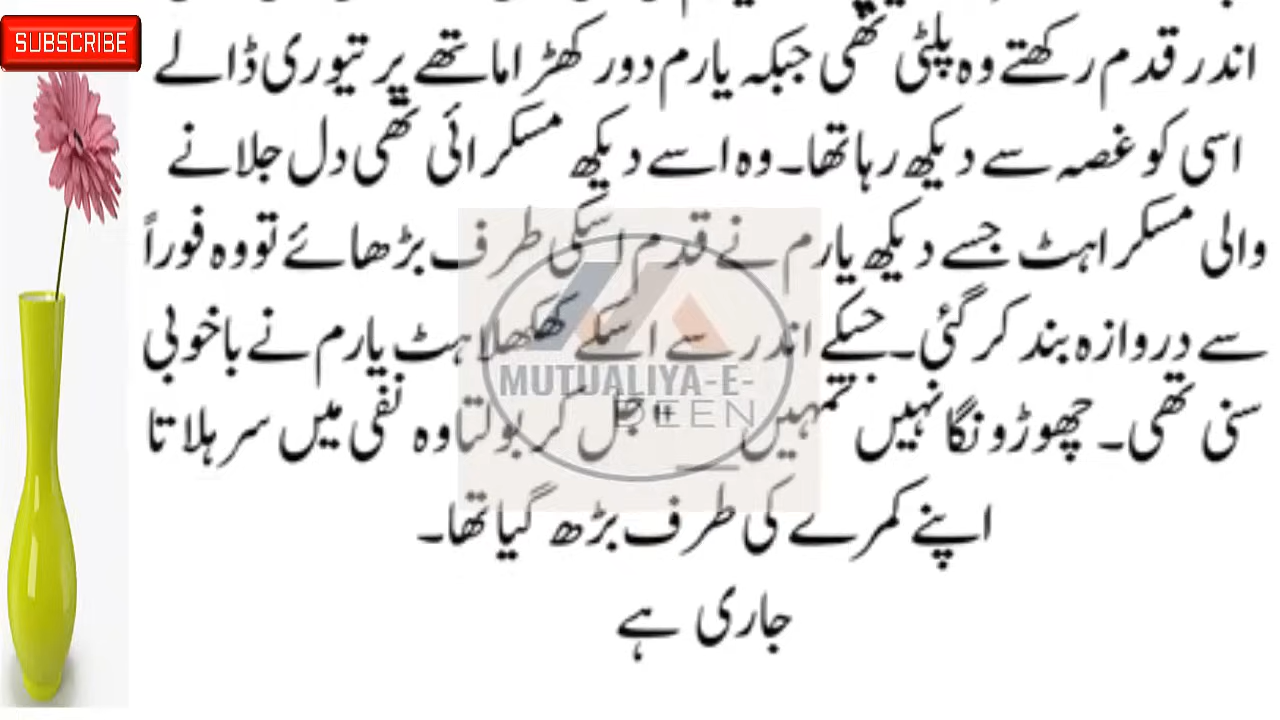 SUBSCRIBE
اندر قدم رکھتے وہ پلٹی تھی جبکہ یارم دور کھڑا ماتھے پر تیوری ڈالے
اسی کو غصہ سے دیکھ رہا تھا۔ وہ اسے دیکھ مسکرائی تھی دل جلانے
والی مسکراہٹ جسے دیکھ یارم نے قدم اسکی طرف بڑھائے تو وہ فوراً
سے دروازہ بند کر گئی۔ جسکے اندر سے اسکے کھکھلاہٹ یارم نے باخوبی
سنی تھی۔ چھوڑونگا نہیں تمہیں__" جل کر بولتا وہ نفی میں سر ہلاتا
اپنے کمرے کی طرف بڑھ گیا تھا۔
جاری ہے
MUTUALIYA-E-
DEEN